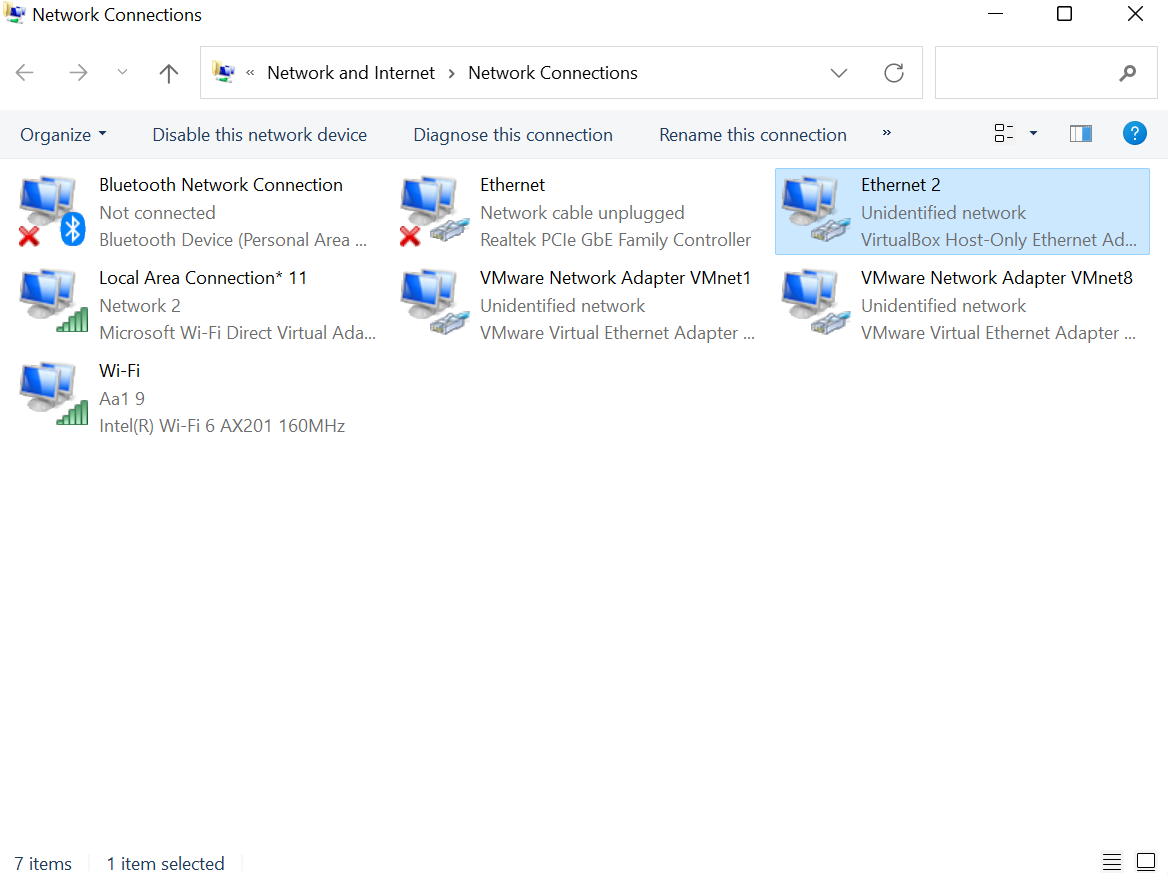 Network Connections
« Network and Internet › Network Connections
Organize Disable this network device Diagnose this connection Rename this connection » ?
Bluetooth Network Connection
Not connected
Bluetooth Device (Personal Area ...
Ethernet
Network cable unplugged
Realtek PCIe GbE Family Controller
Ethernet 2
Unidentified network
VirtualBox Host-Only Ethernet Ad...
Local Area Connection* 11
Network 2
Microsoft Wi-Fi Direct Virtual Ada...
VMware Network Adapter VMnet1
Unidentified network
VMware Virtual Ethernet Adapter ...
VMware Network Adapter VMnet8
Unidentified network
VMware Virtual Ethernet Adapter ...
Wi-Fi
Aa1 9
Intel(R) Wi-Fi 6 AX201 160MHz
7 items 1 item selected